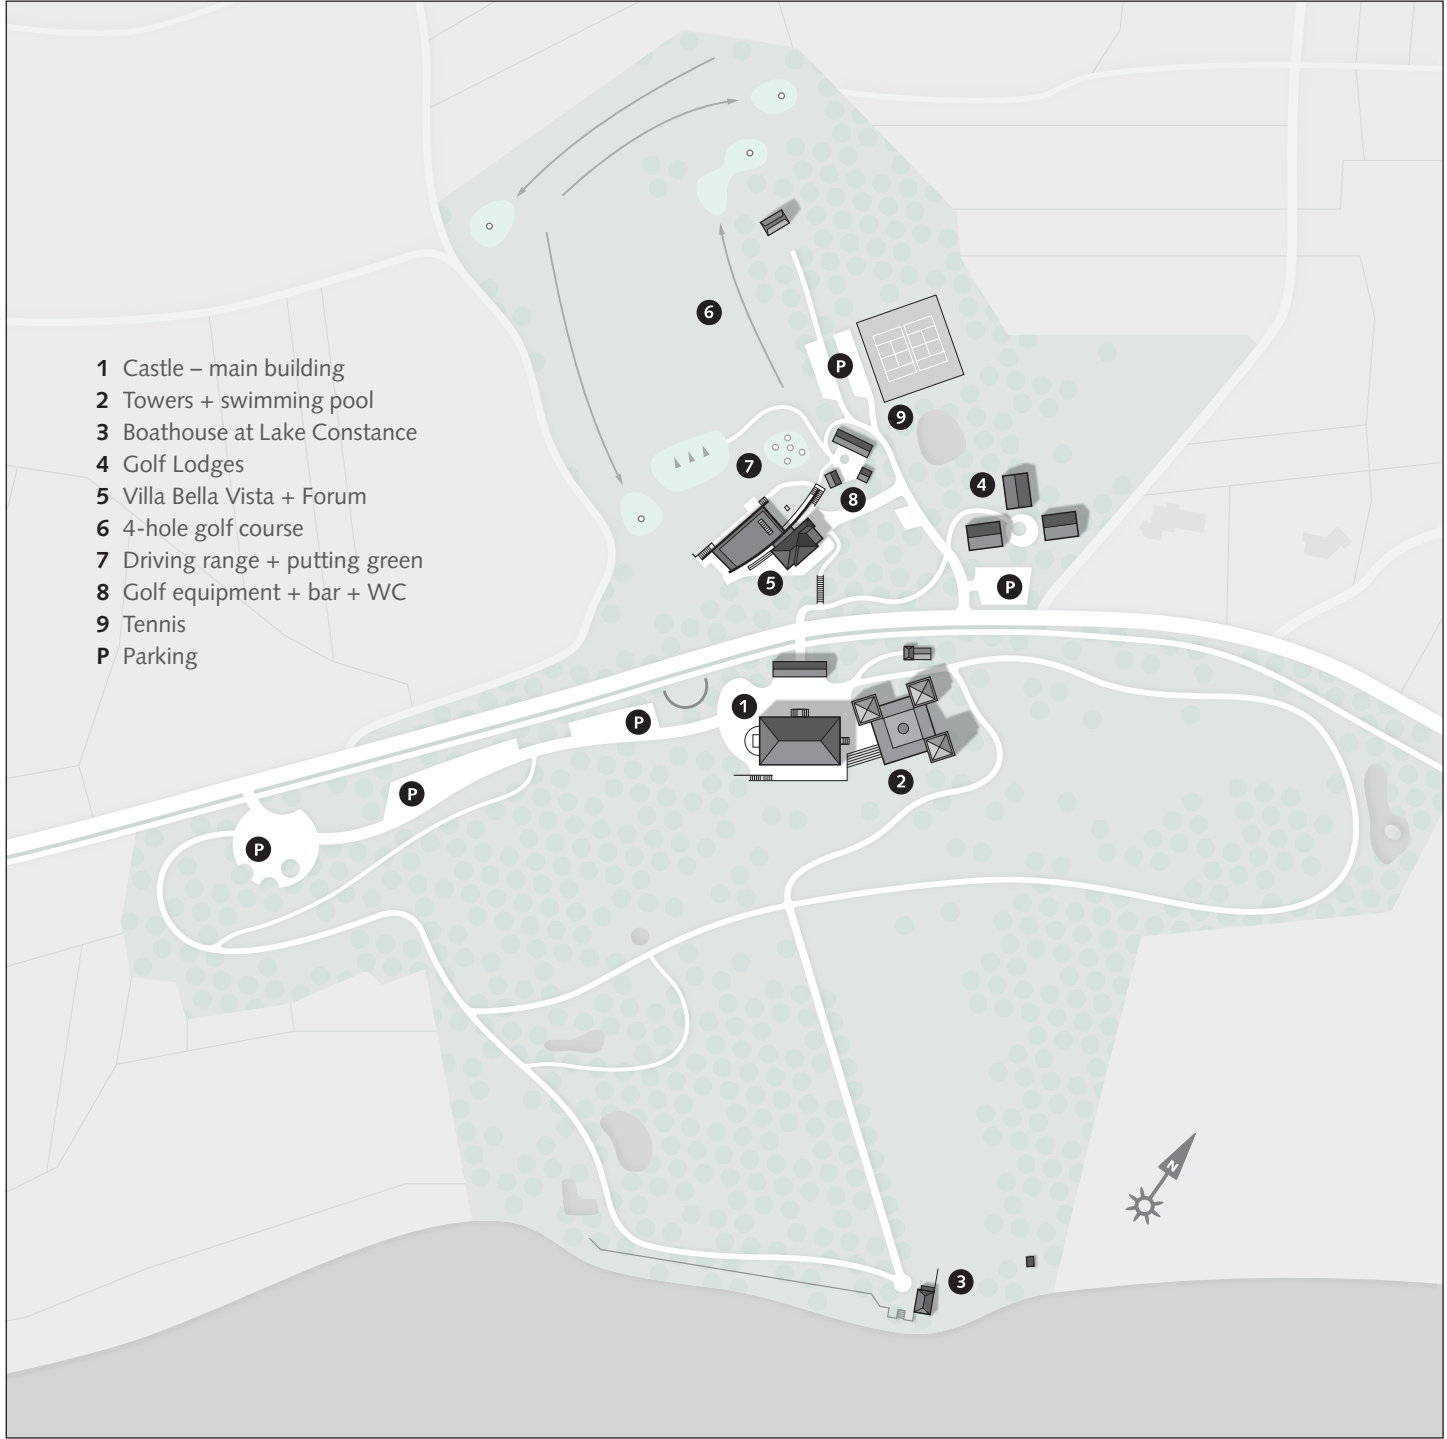 6
P
9
1 Castle – main building
2 Towers + swimming pool
3 Boathouse at Lake Constance
4 Golf Lodges
5 Villa Bella Vista + Forum
6 4-hole golf course
7 Driving range + putting green
8 Golf equipment + bar + WC
9 Tennis
P Parking
7
4
8
5
P
1
P
2
P
P
N
3